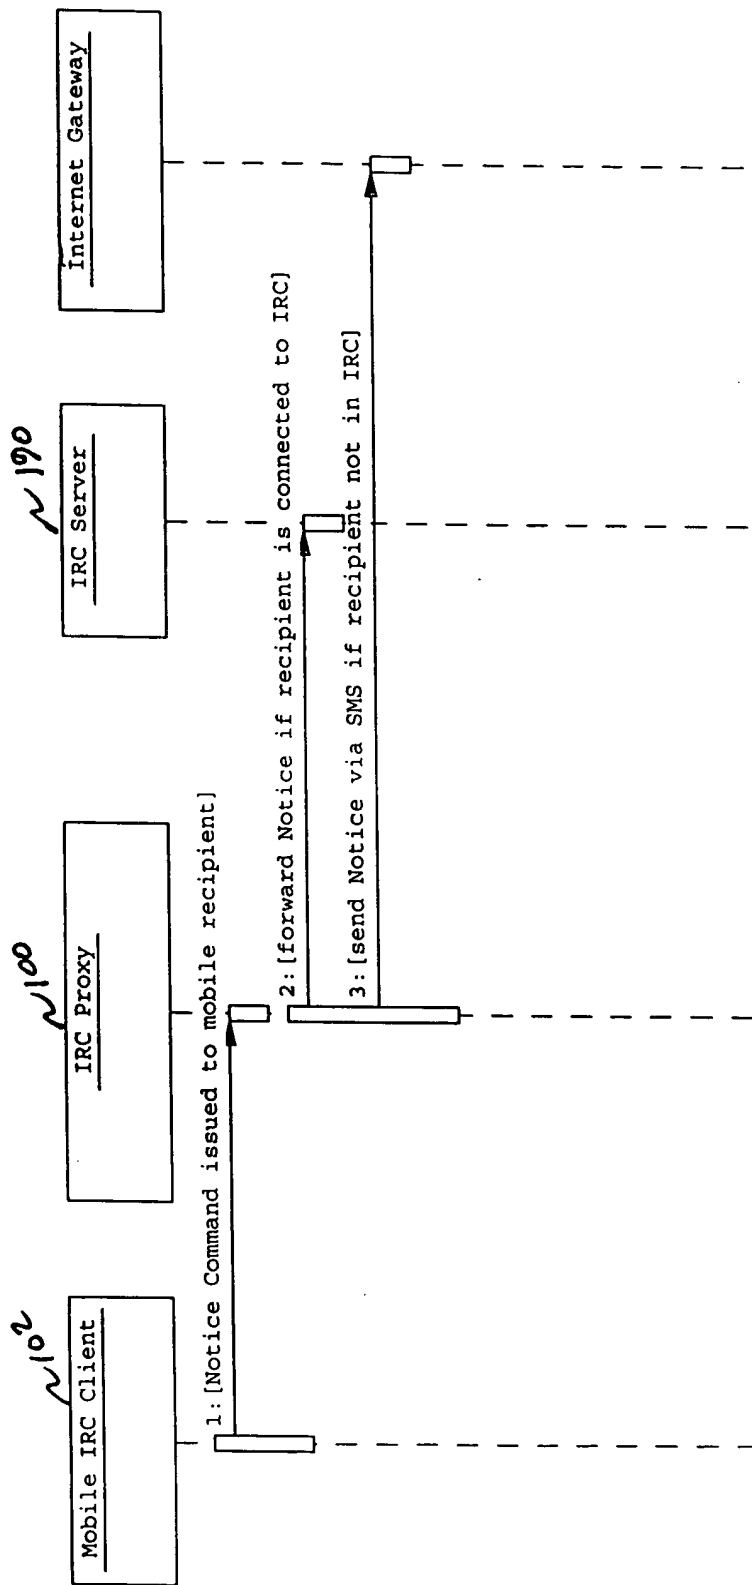 102
Mobile IRC Client
100
IRC Proxy
190
IRC Server
Internet Gateway
1:[Notice Command issued to mobile recipient]
2:[forward Notice if recipient is connected to IRC]
3:[send Notice via SMS if recipient not in IRC]